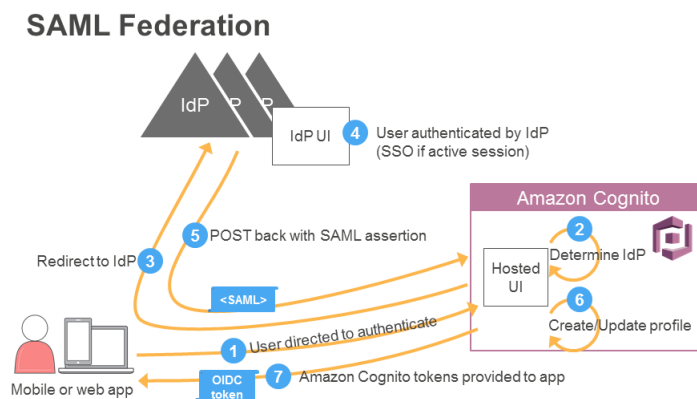 SAML Federation
IdP
P
P
IdP UI
4
User authenticated by IdP
(SSO if active session)
Amazon Cognito
5
POST back with SAML assertion
2
Determine IdP
Redirect to IdP
3
Hosted
UI
<SAML>
6
Create/Update profile
1
User directed to authenticate
Mobile or web app
OIDC
token
7
Amazon Cognito tokens provided to app